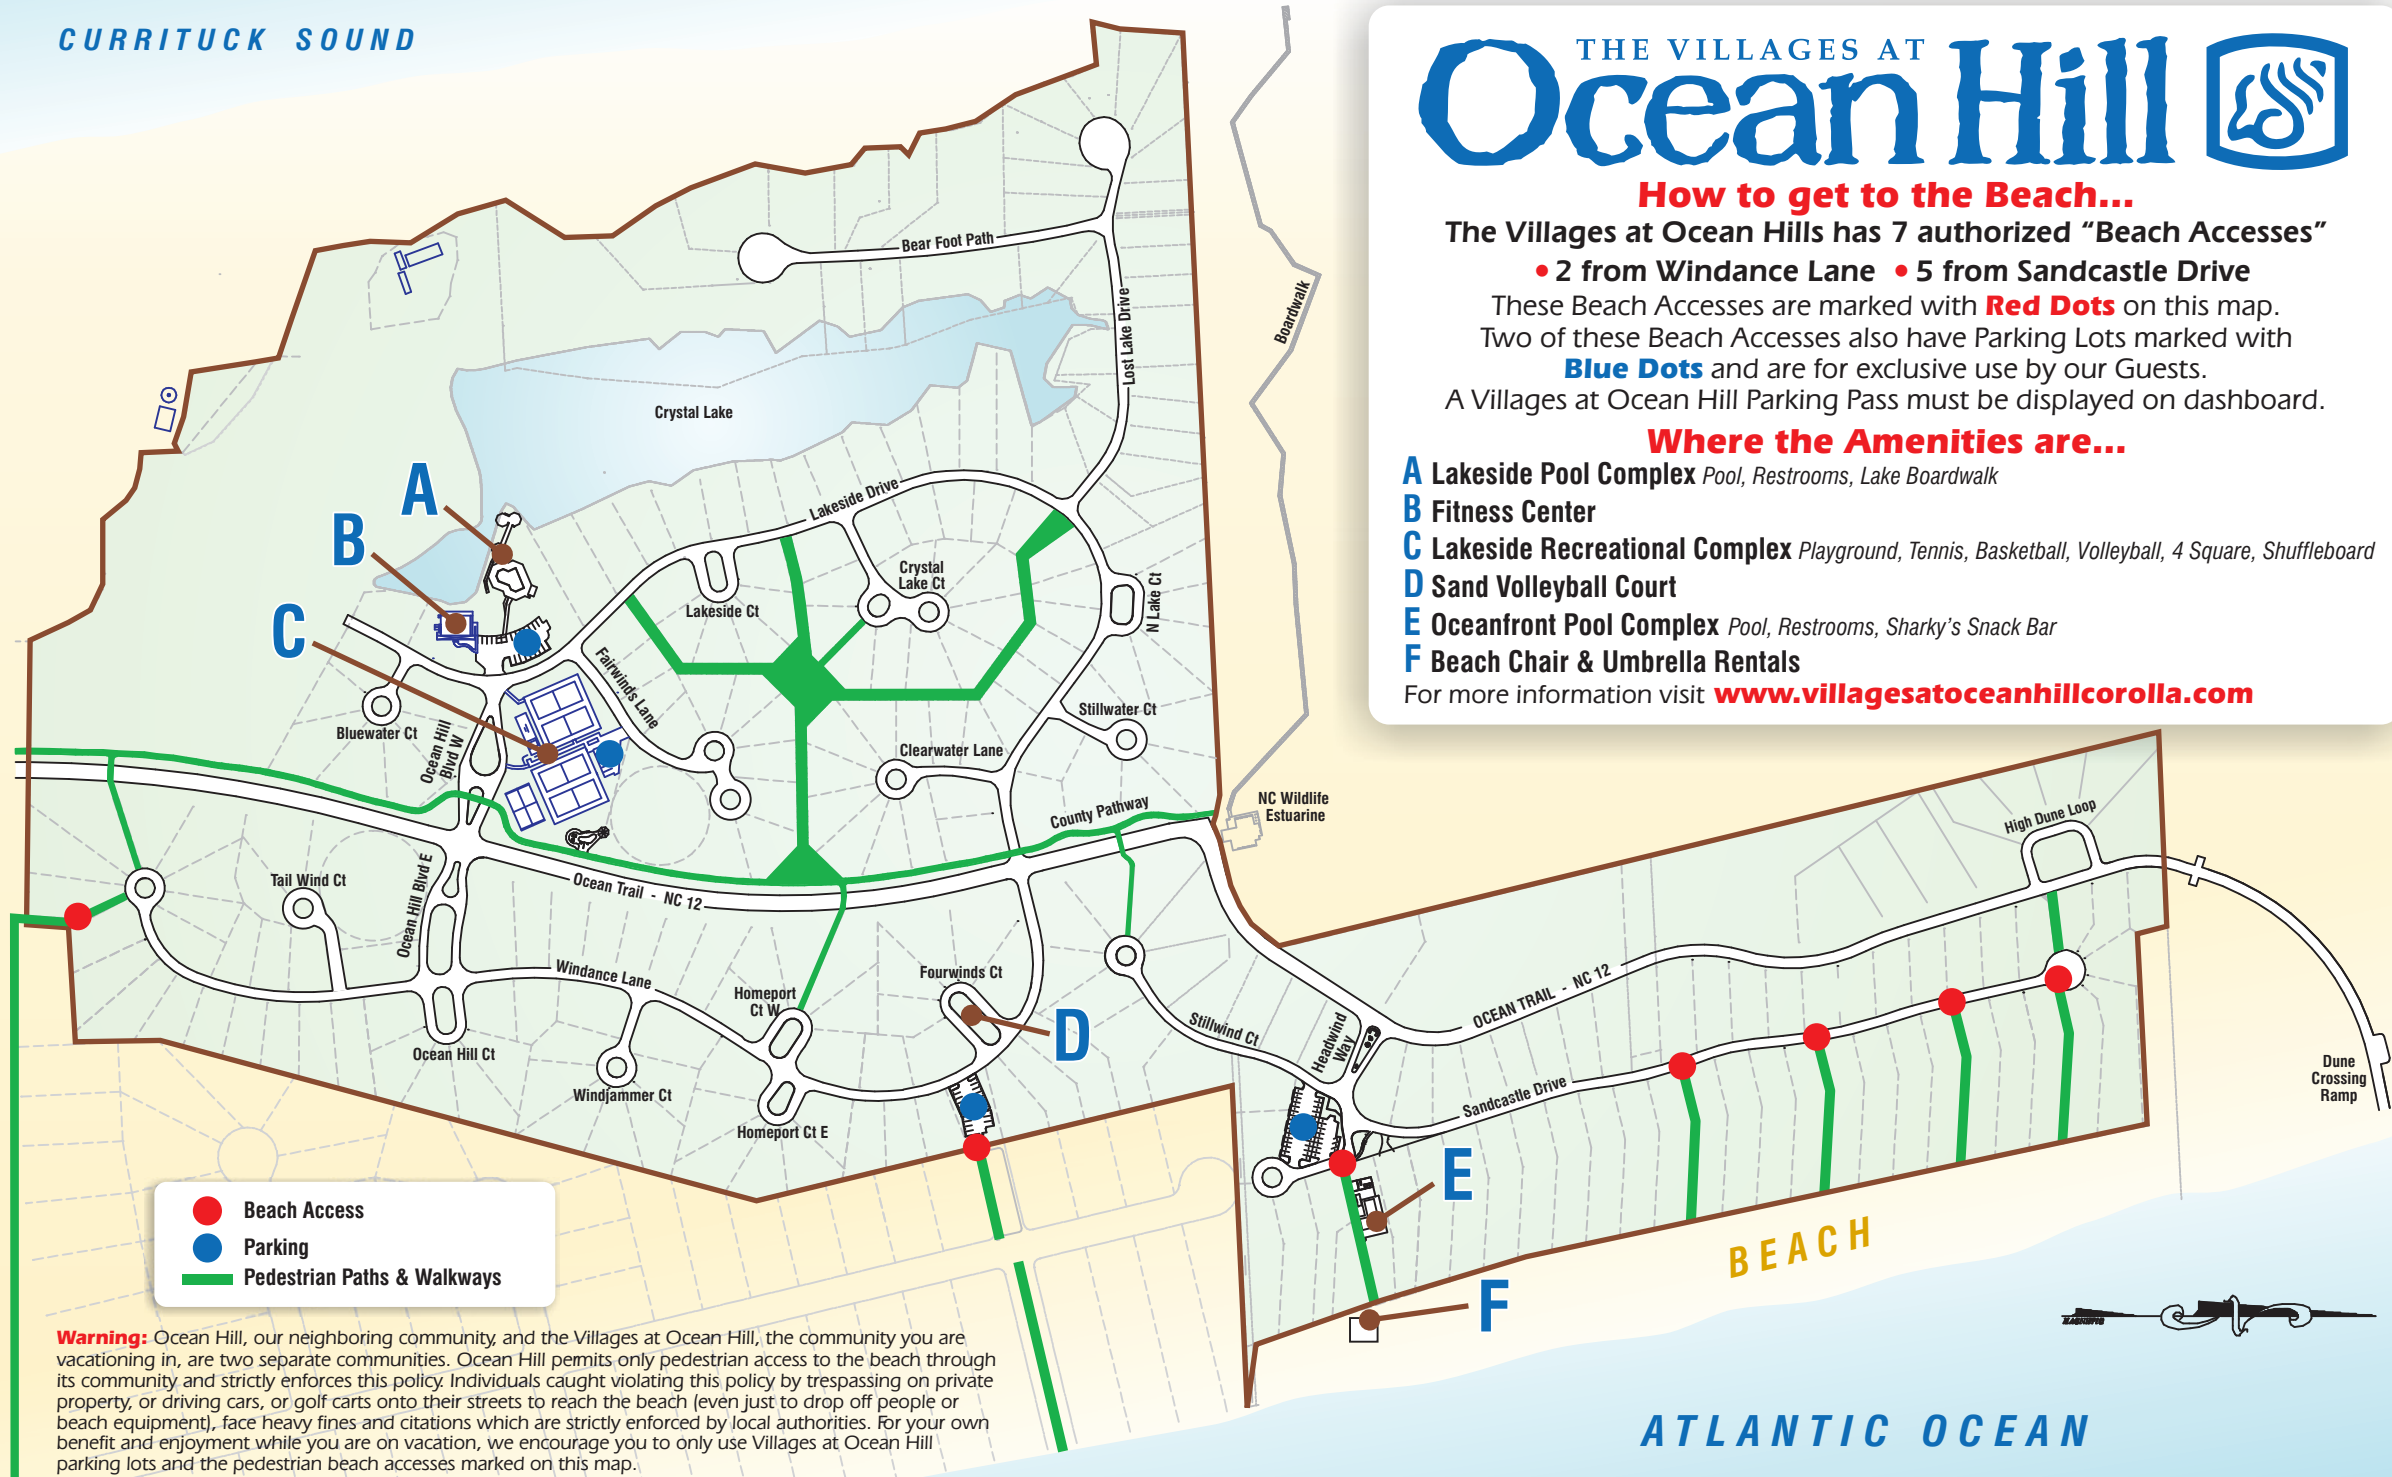 CURRITUCK SOUND
THE VILLAGES AT
Ocean Hill
How to get to the Beach...
The Villages at Ocean Hills has 7 authorized “Beach Accesses”
• 2 from Windance Lane • 5 from Sandcastle Drive
These Beach Accesses are marked with Red Dots on this map.
Two of these Beach Accesses also have Parking Lots marked with
Blue Dots and are for exclusive use by our Guests.
A Villages at Ocean Hill Parking Pass must be displayed on dashboard.
Where the Amenities are...
A Lakeside Pool Complex Pool, Restrooms, Lake Boardwalk
B Fitness Center
C Lakeside Recreational Complex Playground, Tennis, Basketball, Volleyball, 4 Square, Shuffleboard
D Sand Volleyball Court
E Oceanfront Pool Complex Pool, Restrooms, Sharky’s Snack Bar
F Beach Chair & Umbrella Rentals
For more information visit www.villagesatoceanhillcorolla.com
Bear Foot Path
Lost Lake Drive
Boardwalk
Crystal Lake
A
B
C
Lakeside Drive
Crystal
Lake Ct
Lakeside Ct
N Lake Ct
Fairwinds Lane
Stillwater Ct
Bluewater Ct
Ocean Hill
Blvd W
Clearwater Lane
County Pathway
NC Wildlife
Estuarine
High Dune Loop
Tail Wind Ct
Ocean Hill Blvd E
Ocean Trail - NC 12
Windance Lane
Homeport
Ct W
Fourwinds Ct
D
Stillwind Ct
Headwind
Way
OCEAN TRAIL - NC 12
Sandcastle Drive
Dune
Crossing
Ramp
Ocean Hill Ct
Windjammer Ct
Homeport Ct E
E
F
BEACH
ATLANTIC OCEAN
Beach Access
Parking
Pedestrian Paths & Walkways
Warning: Ocean Hill, our neighboring community, and the Villages at Ocean Hill, the community you are
vacationing in, are two separate communities. Ocean Hill permits only pedestrian access to the beach through
its community and strictly enforces this policy. Individuals caught violating this policy by trespassing on private
property, or driving cars, or golf carts onto their streets to reach the beach (even just to drop off people or
beach equipment), face heavy fines and citations which are strictly enforced by local authorities. For your own
benefit and enjoyment while you are on vacation, we encourage you to only use Villages at Ocean Hill
parking lots and the pedestrian beach accesses marked on this map.